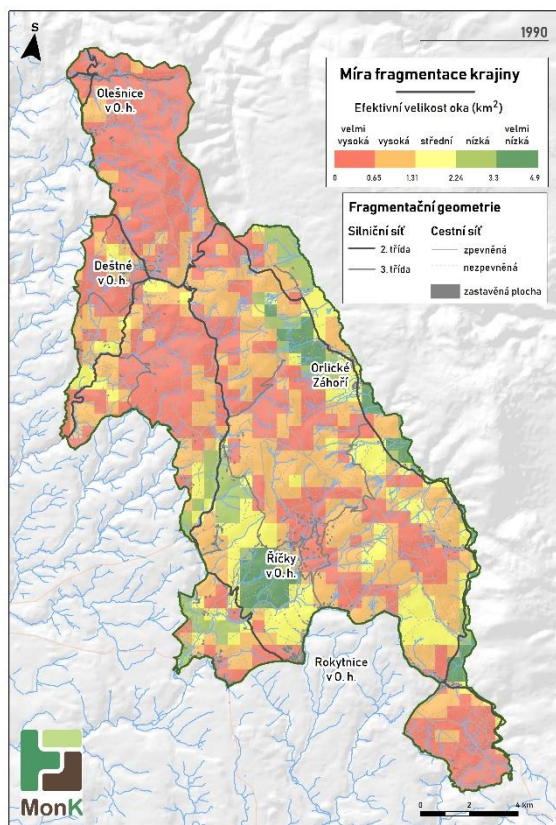 1990
S
Míra fragmentace krajiny
Efektivní velikost oka (km²)
velmi vysoká
vysoká
střední
nízká
velmi nízká
0 0.65 1.31 2.24 3.3 4.9
Fragmentační geometrie
Silniční síť
2. třída
3. třída
Cestní síť
zpevněná
nezpevněná
zastavěná plocha
Olešnice
v O. h.
Deštné
v O. h.
Orlické
Záhoří
Říčky
v O. h.
Rokytnice
v O. h.
MonK
0 2 4 km